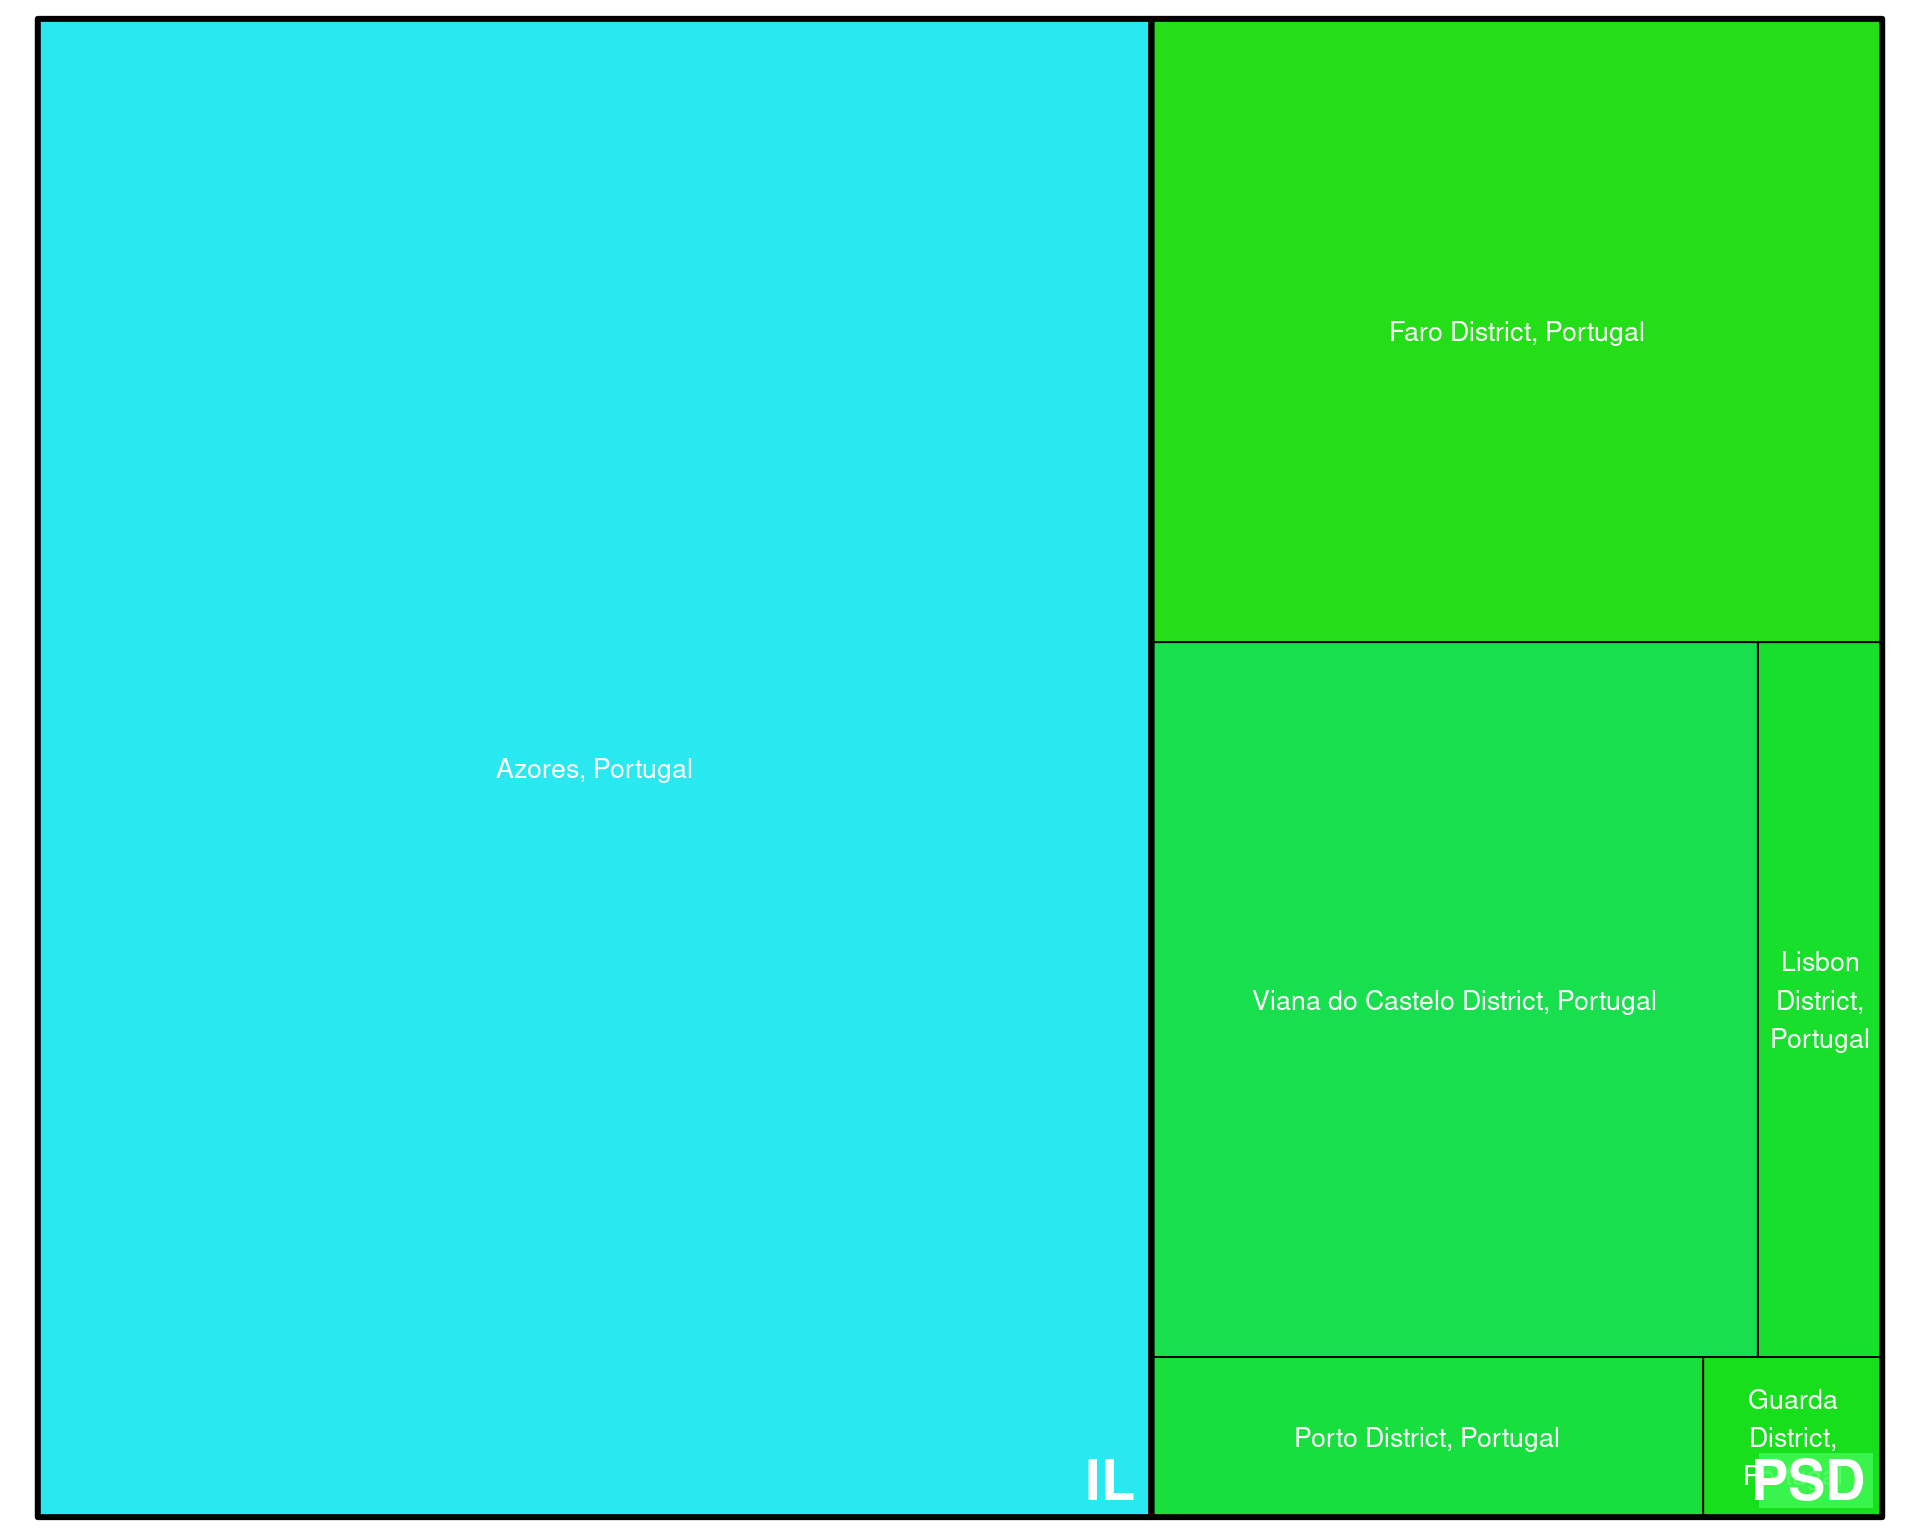 Faro District, Portugal
Azores, Portugal
Viana do Castelo District, Portugal
Lisbon
District,
Portugal
Porto District, Portugal
Guarda
District,
IL
PSD